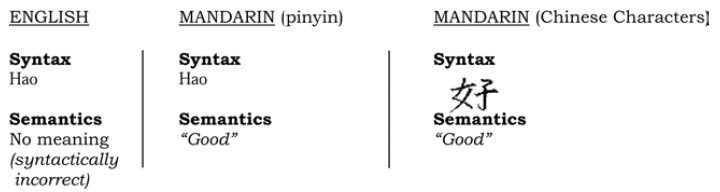 ENGLISH
Syntax
Hao
Semantics
No meaning
(syntactically
incorrect)
MANDARIN (pinyin)
Syntax
Hao
Semantics
“Good”
MANDARIN (Chinese Characters)
Syntax
好
Semantics
“Good”